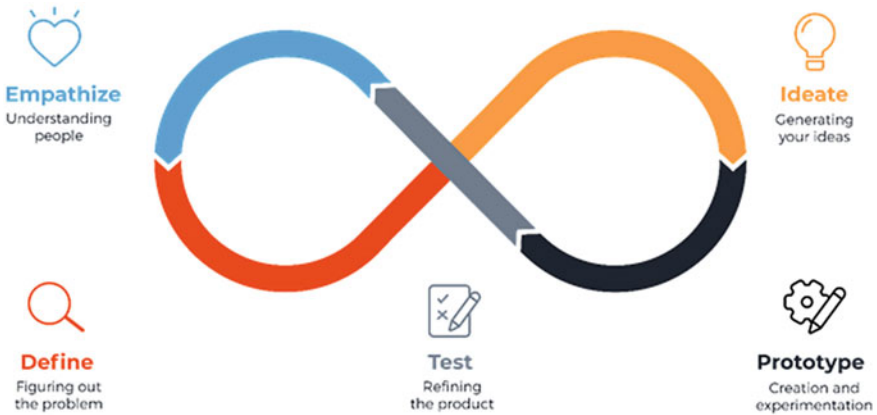 Empathize
Understanding
people
Ideate
Generating
your ideas
Define
Figuring out
the problem
Test
Refining
the product
Prototype
Creation and
experimentation